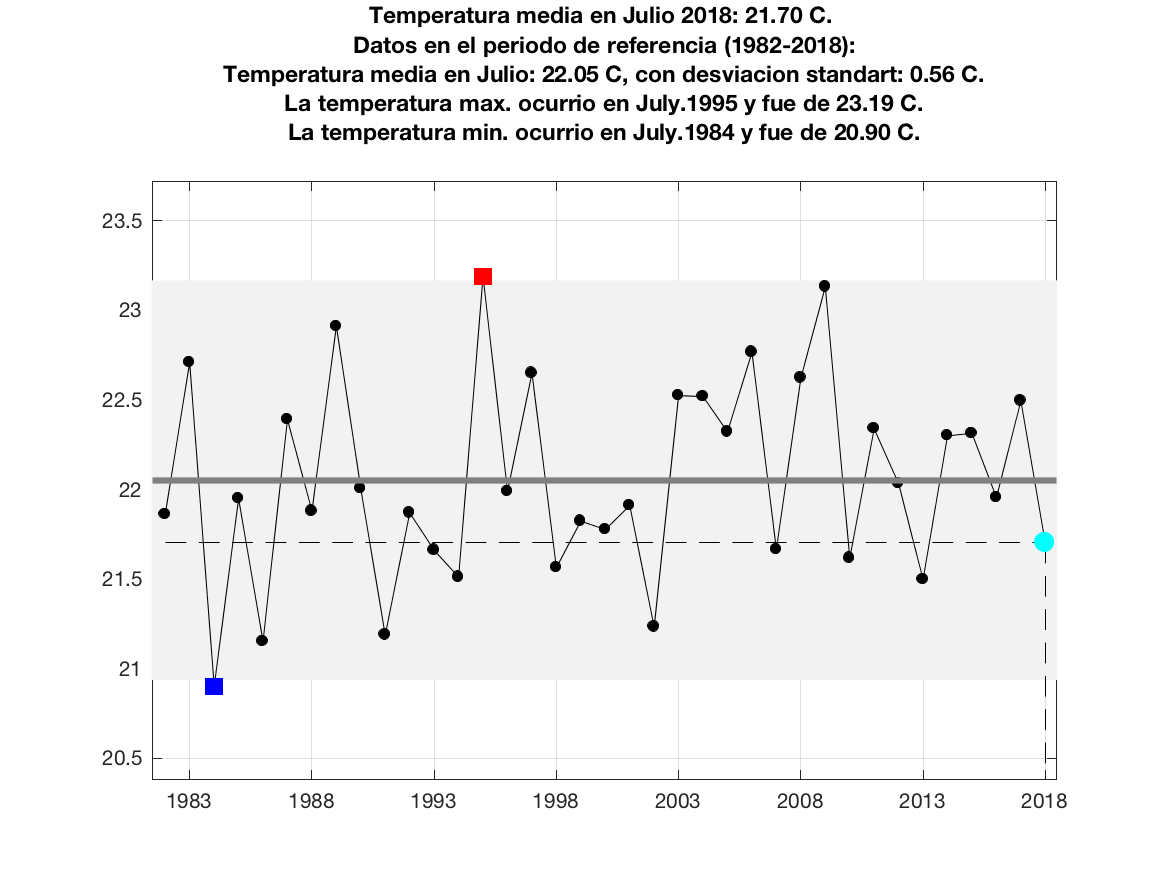 Temperatura media en Julio 2018: 21.70 C.
Datos en el periodo de referencia (1982-2018):
Temperatura media en Julio: 22.05 C, con desviacion standart: 0.56 C.
La temperatura max. ocurrio en July.1995 y fue de 23.19 C.
La temperatura min. ocurrio en July.1984 y fue de 20.90 C.
23.5
23
22.5
22
21.5
21
20.5
1983 1988 1993 1998 2003 2008 2013 2018